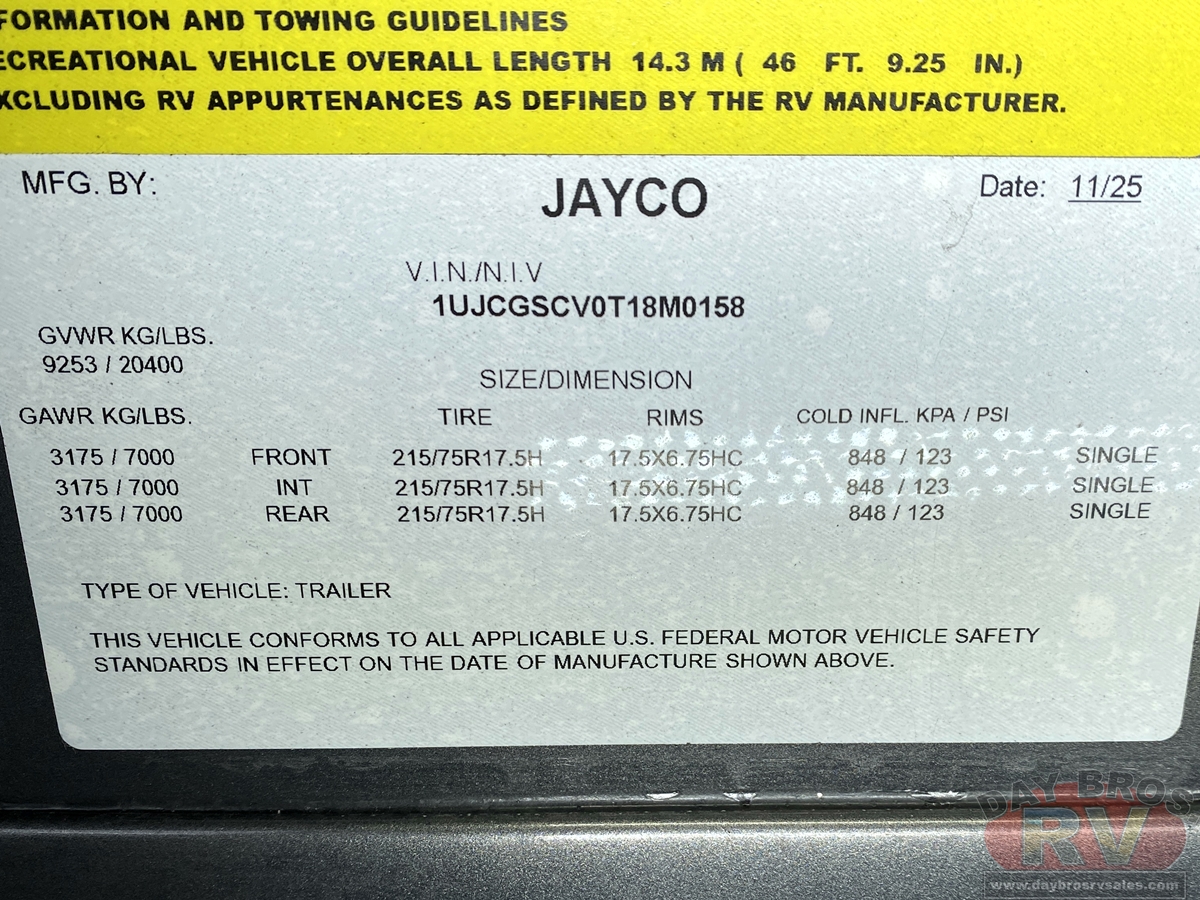 FORMATION AND TOWING GUIDELINES
ECREATIONAL VEHICLE OVERALL LENGTH 14.3 M ( 46 FT. 9.25 IN.)
XCLUDING RV APPURTENANCES AS DEFINED BY THE RV MANUFACTURER.
MFG. BY: JAYCO Date: 11/25
V.I.N./N.I.V
1UJCGSCV0T18M0158
GVWR KG/LBS.
9253 / 20400
SIZE/DIMENSION
GAWR KG/LBS. TIRE RIMS COLD INFL. KPA / PSI
3175 / 7000 FRONT 215/75R17.5H 17.5X6.75HC 848 / 123 SINGLE
3175 / 7000 INT 215/75R17.5H 17.5X6.75HC 848 / 123 SINGLE
3175 / 7000 REAR 215/75R17.5H 17.5X6.75HC 848 / 123 SINGLE
TYPE OF VEHICLE: TRAILER
THIS VEHICLE CONFORMS TO ALL APPLICABLE U.S. FEDERAL MOTOR VEHICLE SAFETY
STANDARDS IN EFFECT ON THE DATE OF MANUFACTURE SHOWN ABOVE.
DAY BROS
RV
www.daybrosrvsales.com